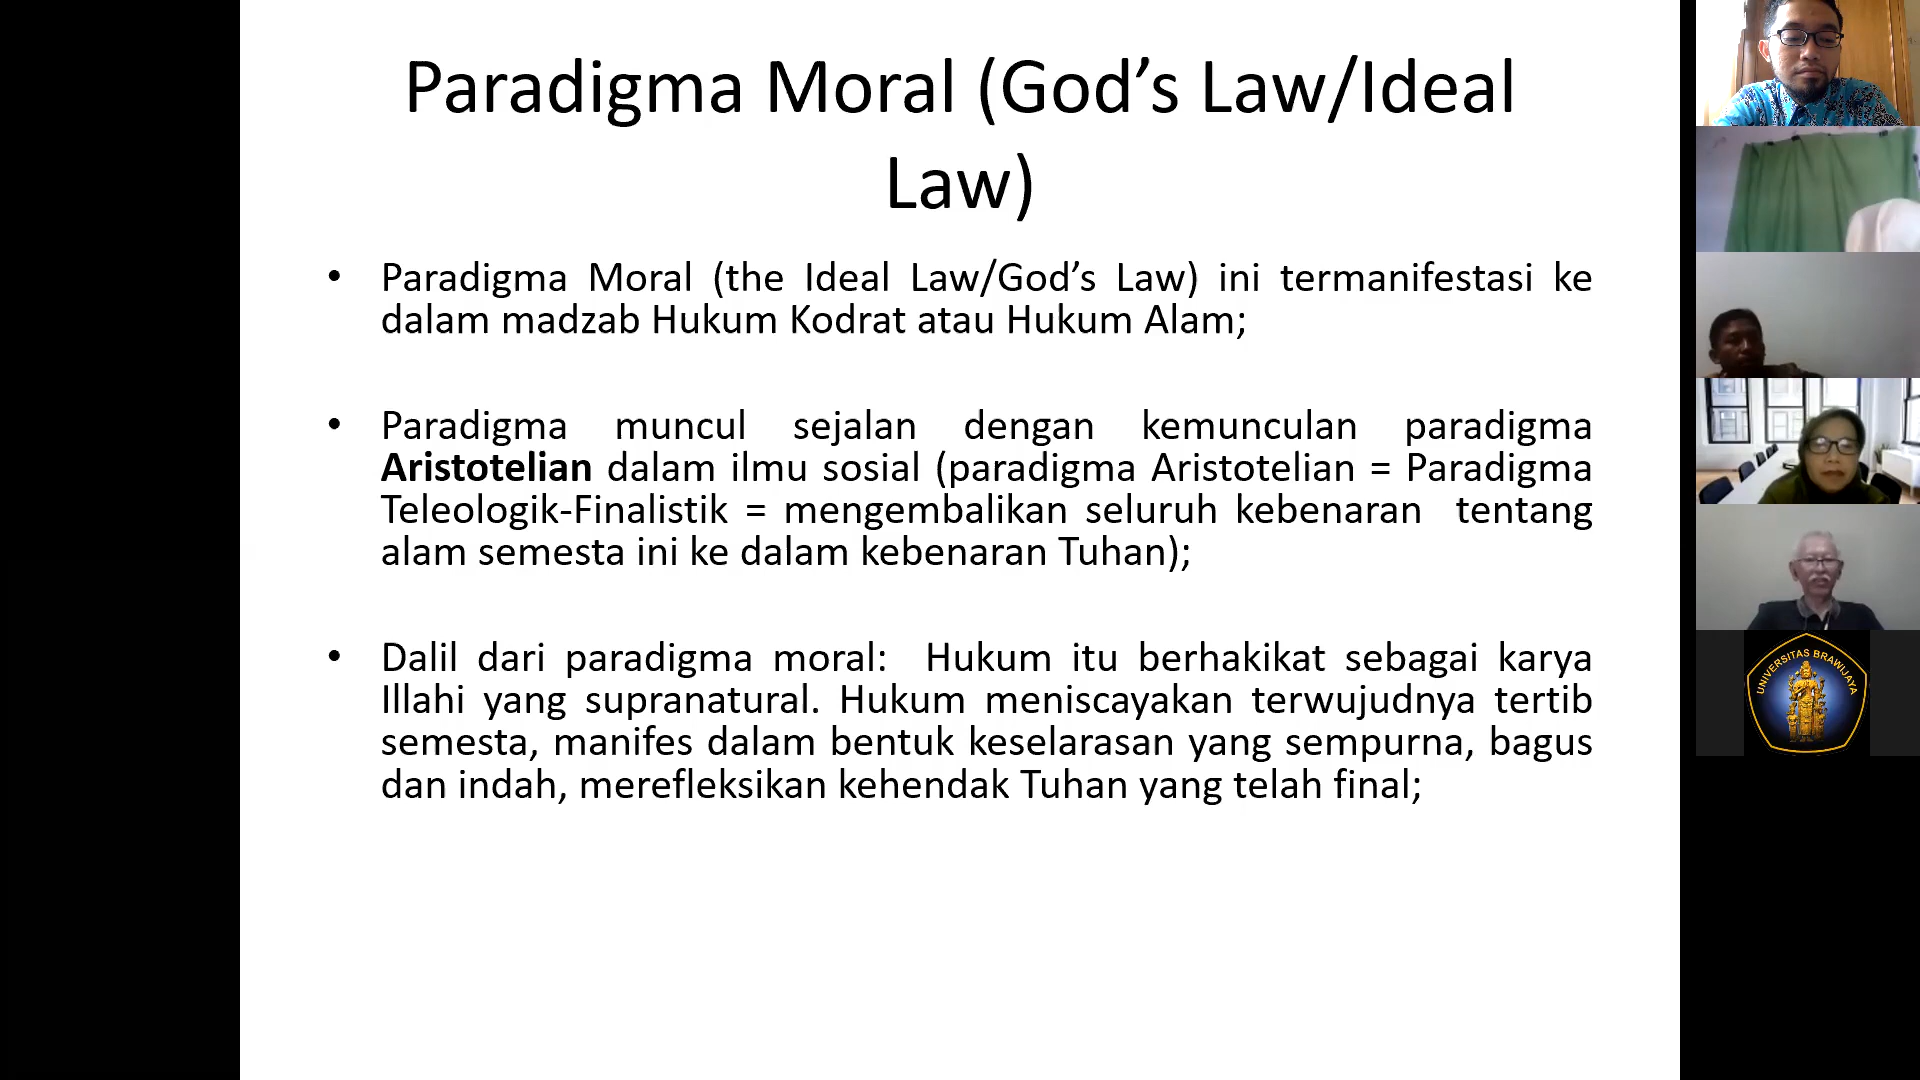 Paradigma Moral (God’s Law/Ideal
Law)
• Paradigma Moral (the Ideal Law/God’s Law) ini termanifestasi ke
dalam madzab Hukum Kodrat atau Hukum Alam;
• Paradigma muncul sejalan dengan kemunculan paradigma
Aristotelian dalam ilmu sosial (paradigma Aristotelian = Paradigma
Teleologik-Finalistik = mengembalikan seluruh kebenaran tentang
alam semesta ini ke dalam kebenaran Tuhan);
• Dalil dari paradigma moral: Hukum itu berhakikat sebagai karya
Illahi yang supranatural. Hukum meniscayakan terwujudnya tertib
semesta, manifes dalam bentuk keselarasan yang sempurna, bagus
dan indah, merefleksikan kehendak Tuhan yang telah final;
UNIVERSITAS BRAWIJAYA